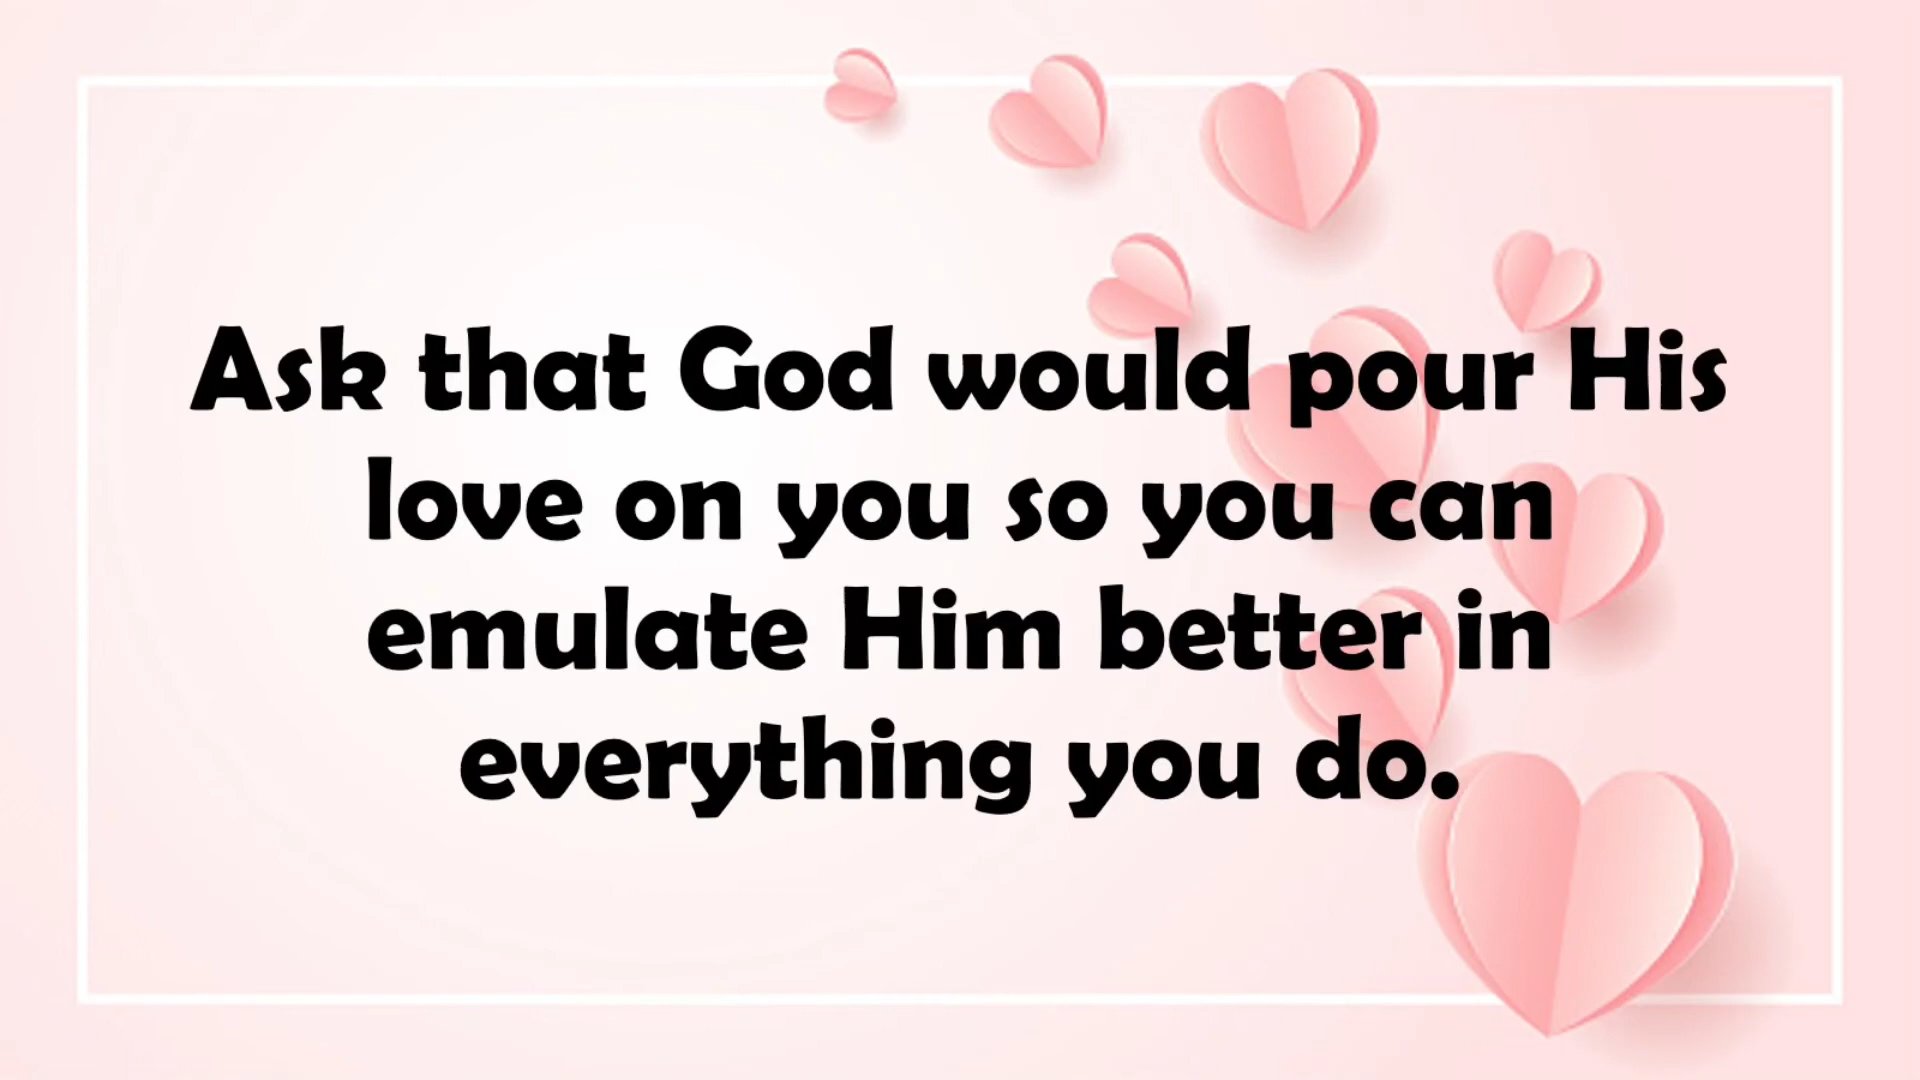 Ask that God would pour His
love on you so you can
emulate Him better in
everything you do.